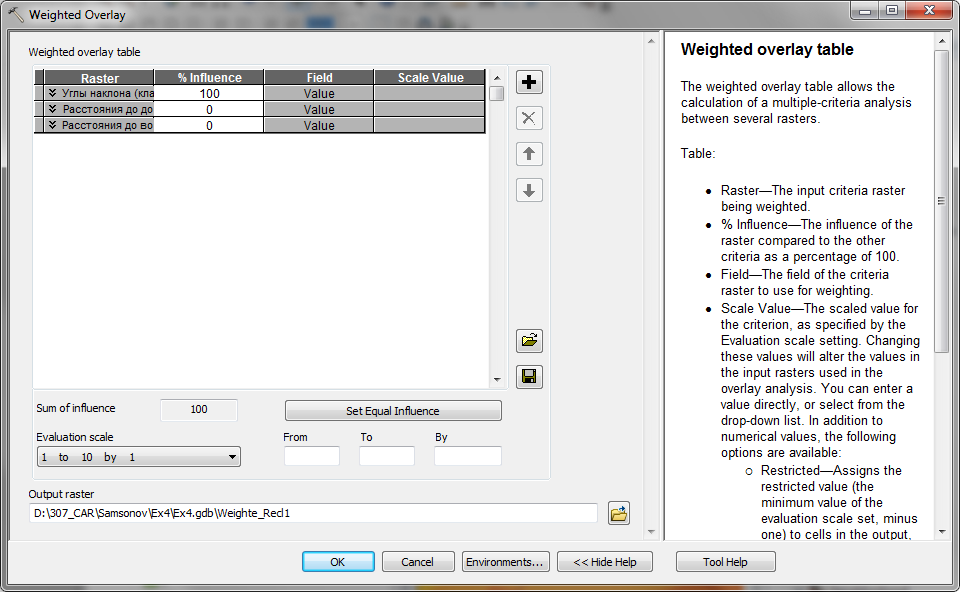 Weighted Overlay
Weighted overlay table
Raster % Influence Field Scale Value
Углы наклона (кла 100 Value
Расстояния до до 0 Value
Расстояния до во 0 Value
Sum of influence 100 Set Equal Influence
Evaluation scale From To By
1 to 10 by 1
Output raster
D:\307_CAR\Samsonov\Ex4\Ex4.gdb\Weighte_Recl1
OK Cancel Environments... << Hide Help Tool Help
Weighted overlay table
The weighted overlay table allows the
calculation of a multiple-criteria analysis
between several rasters.
Table:
• Raster—The input criteria raster
being weighted.
• % Influence—The influence of the
raster compared to the other
criteria as a percentage of 100.
• Field—The field of the criteria
raster to use for weighting.
• Scale Value—The scaled value for
the criterion, as specified by the
Evaluation scale setting. Changing
these values will alter the values in
the input rasters used in the
overlay analysis. You can enter a
value directly, or select from the
drop-down list. In addition to
numerical values, the following
options are available:
o Restricted—Assigns the
restricted value (the
minimum value of the
evaluation scale set, minus
one) to cells in the output,